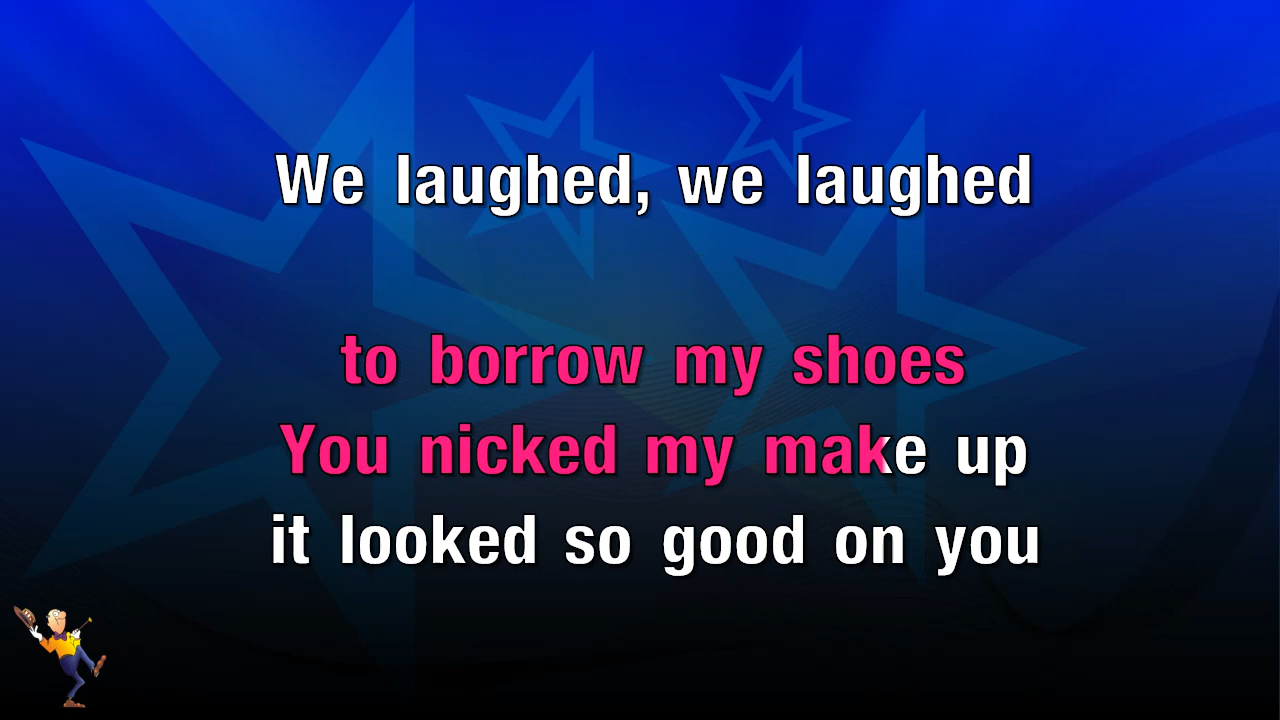 We laughed, we laughed
to borrow my shoes
You nicked my make up
it looked so good on you